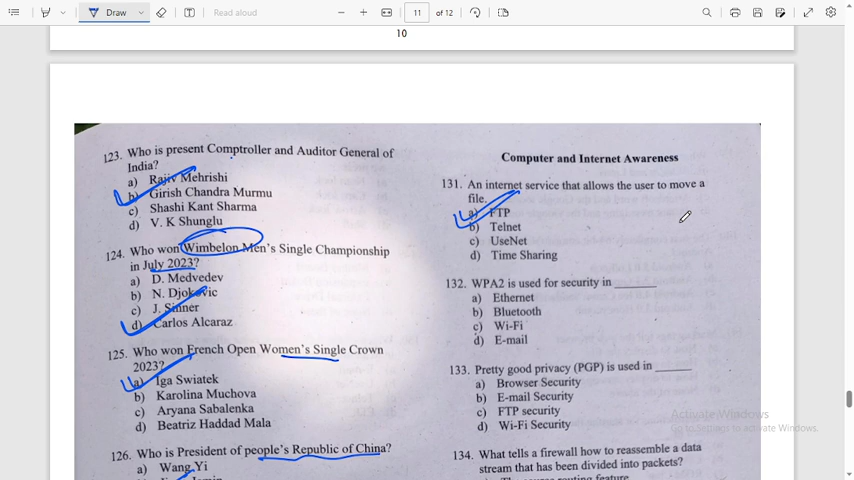 Draw
Read aloud
11
of 12
10
123. Who is present Comptroller and Auditor General of
India?
a) Rajiv Mehrishi
b) Girish Chandra Murmu
c) Shashi Kant Sharma
d) V. K Shunglu
124. Who won Wimbelon Men's Single Championship
in July 2023?
a) D. Medvedev
b) N. Djokovic
c) J. Sinner
d) Carlos Alcaraz
125. Who won French Open Women's Single Crown
2023?
a) Iga Swiatek
b) Karolina Muchova
c) Aryana Sabalenka
d) Beatriz Haddad Mala
126. Who is President of people's Republic of China?
a) Wang Yi
Computer and Internet Awareness
131. An internet service that allows the user to move a
file.
a) FTP
b) Telnet
c) UseNet
d) Time Sharing
132. WPA2 is used for security in ______
a) Ethernet
b) Bluetooth
c) Wi-Fi
d) E-mail
133. Pretty good privacy (PGP) is used in ______
a) Browser Security
b) E-mail Security
c) FTP security
d) Wi-Fi Security
134. What tells a firewall how to reassemble a data
stream that has been divided into packets?
Activate Windows
Go to Settings to activate Windows.